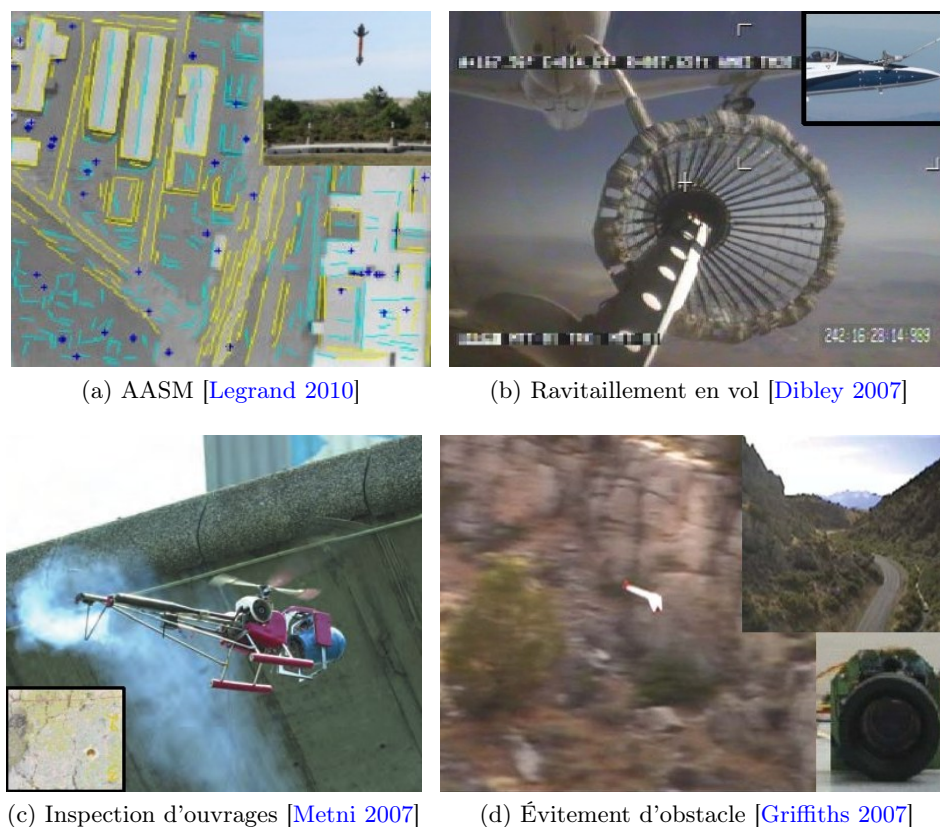 242:16:28:14-989
(a) AASM [Legrand 2010]
(b) Ravitaillement en vol [Dibley 2007]
(c) Inspection d'ouvrages [Metni 2007]
(d) Évitement d'obstacle [Griffiths 2007]